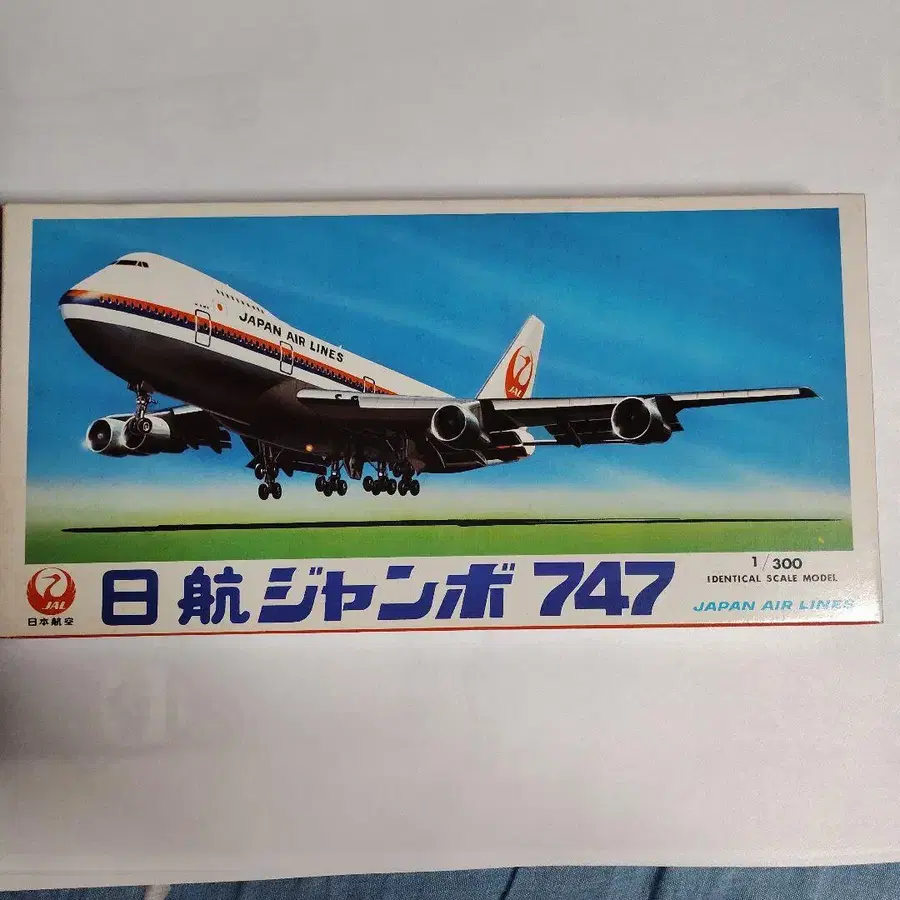 JAPAN AIR LINES
JAL
JAL
日本航空
日航ジャンボ747
1/300
IDENTICAL SCALE MODEL
JAPAN AIR LINES